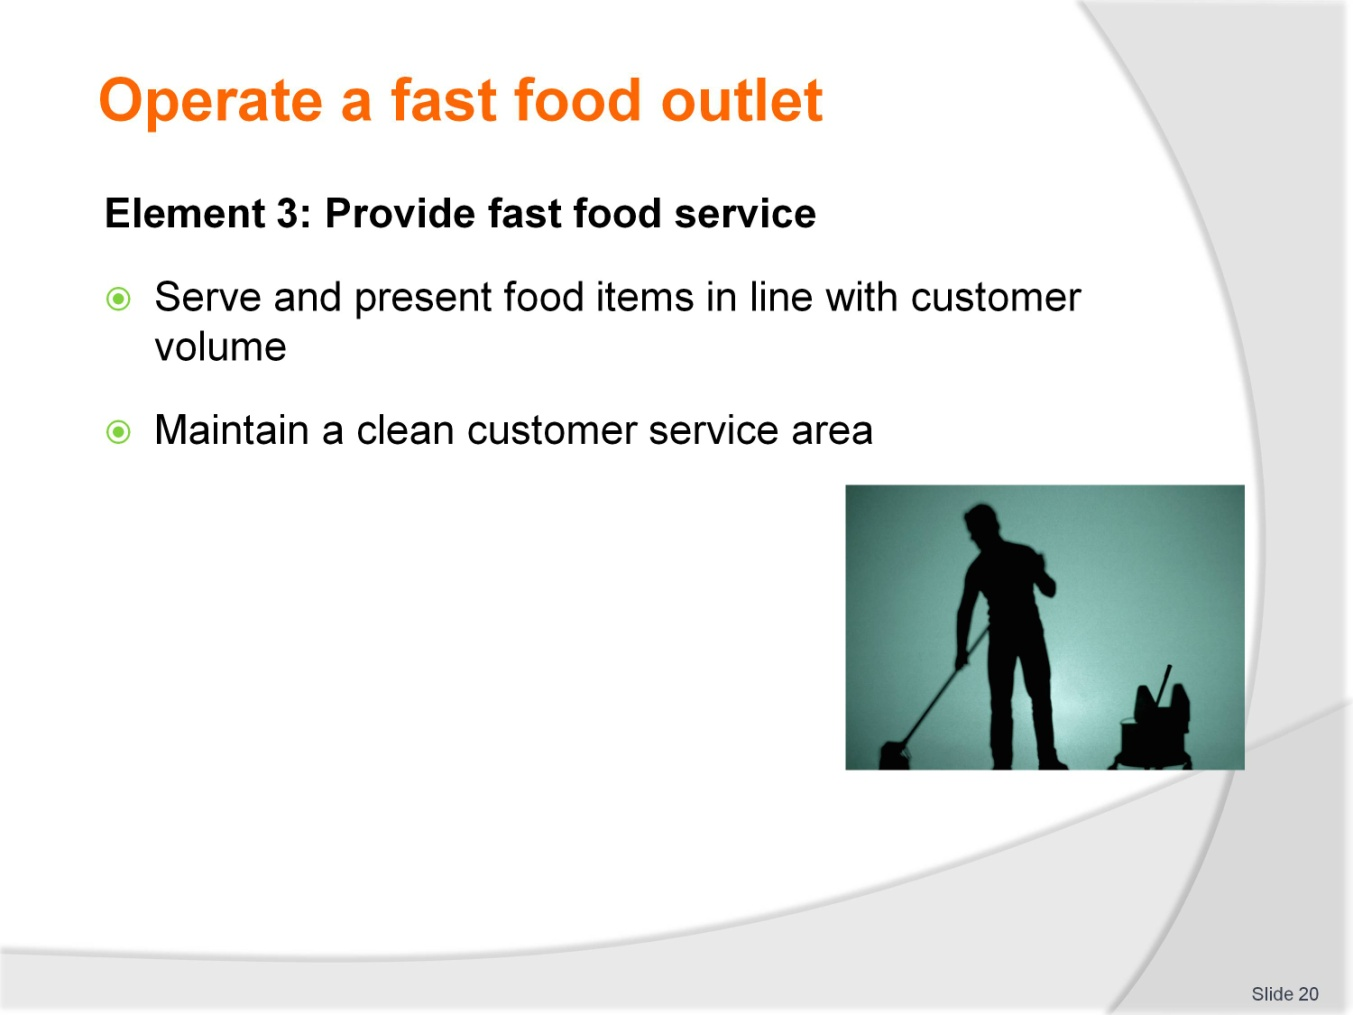 Operate a fast food outlet
Element 3: Provide fast food service
Serve and present food items in line with customer
volume
Maintain a clean customer service area
Slide 20